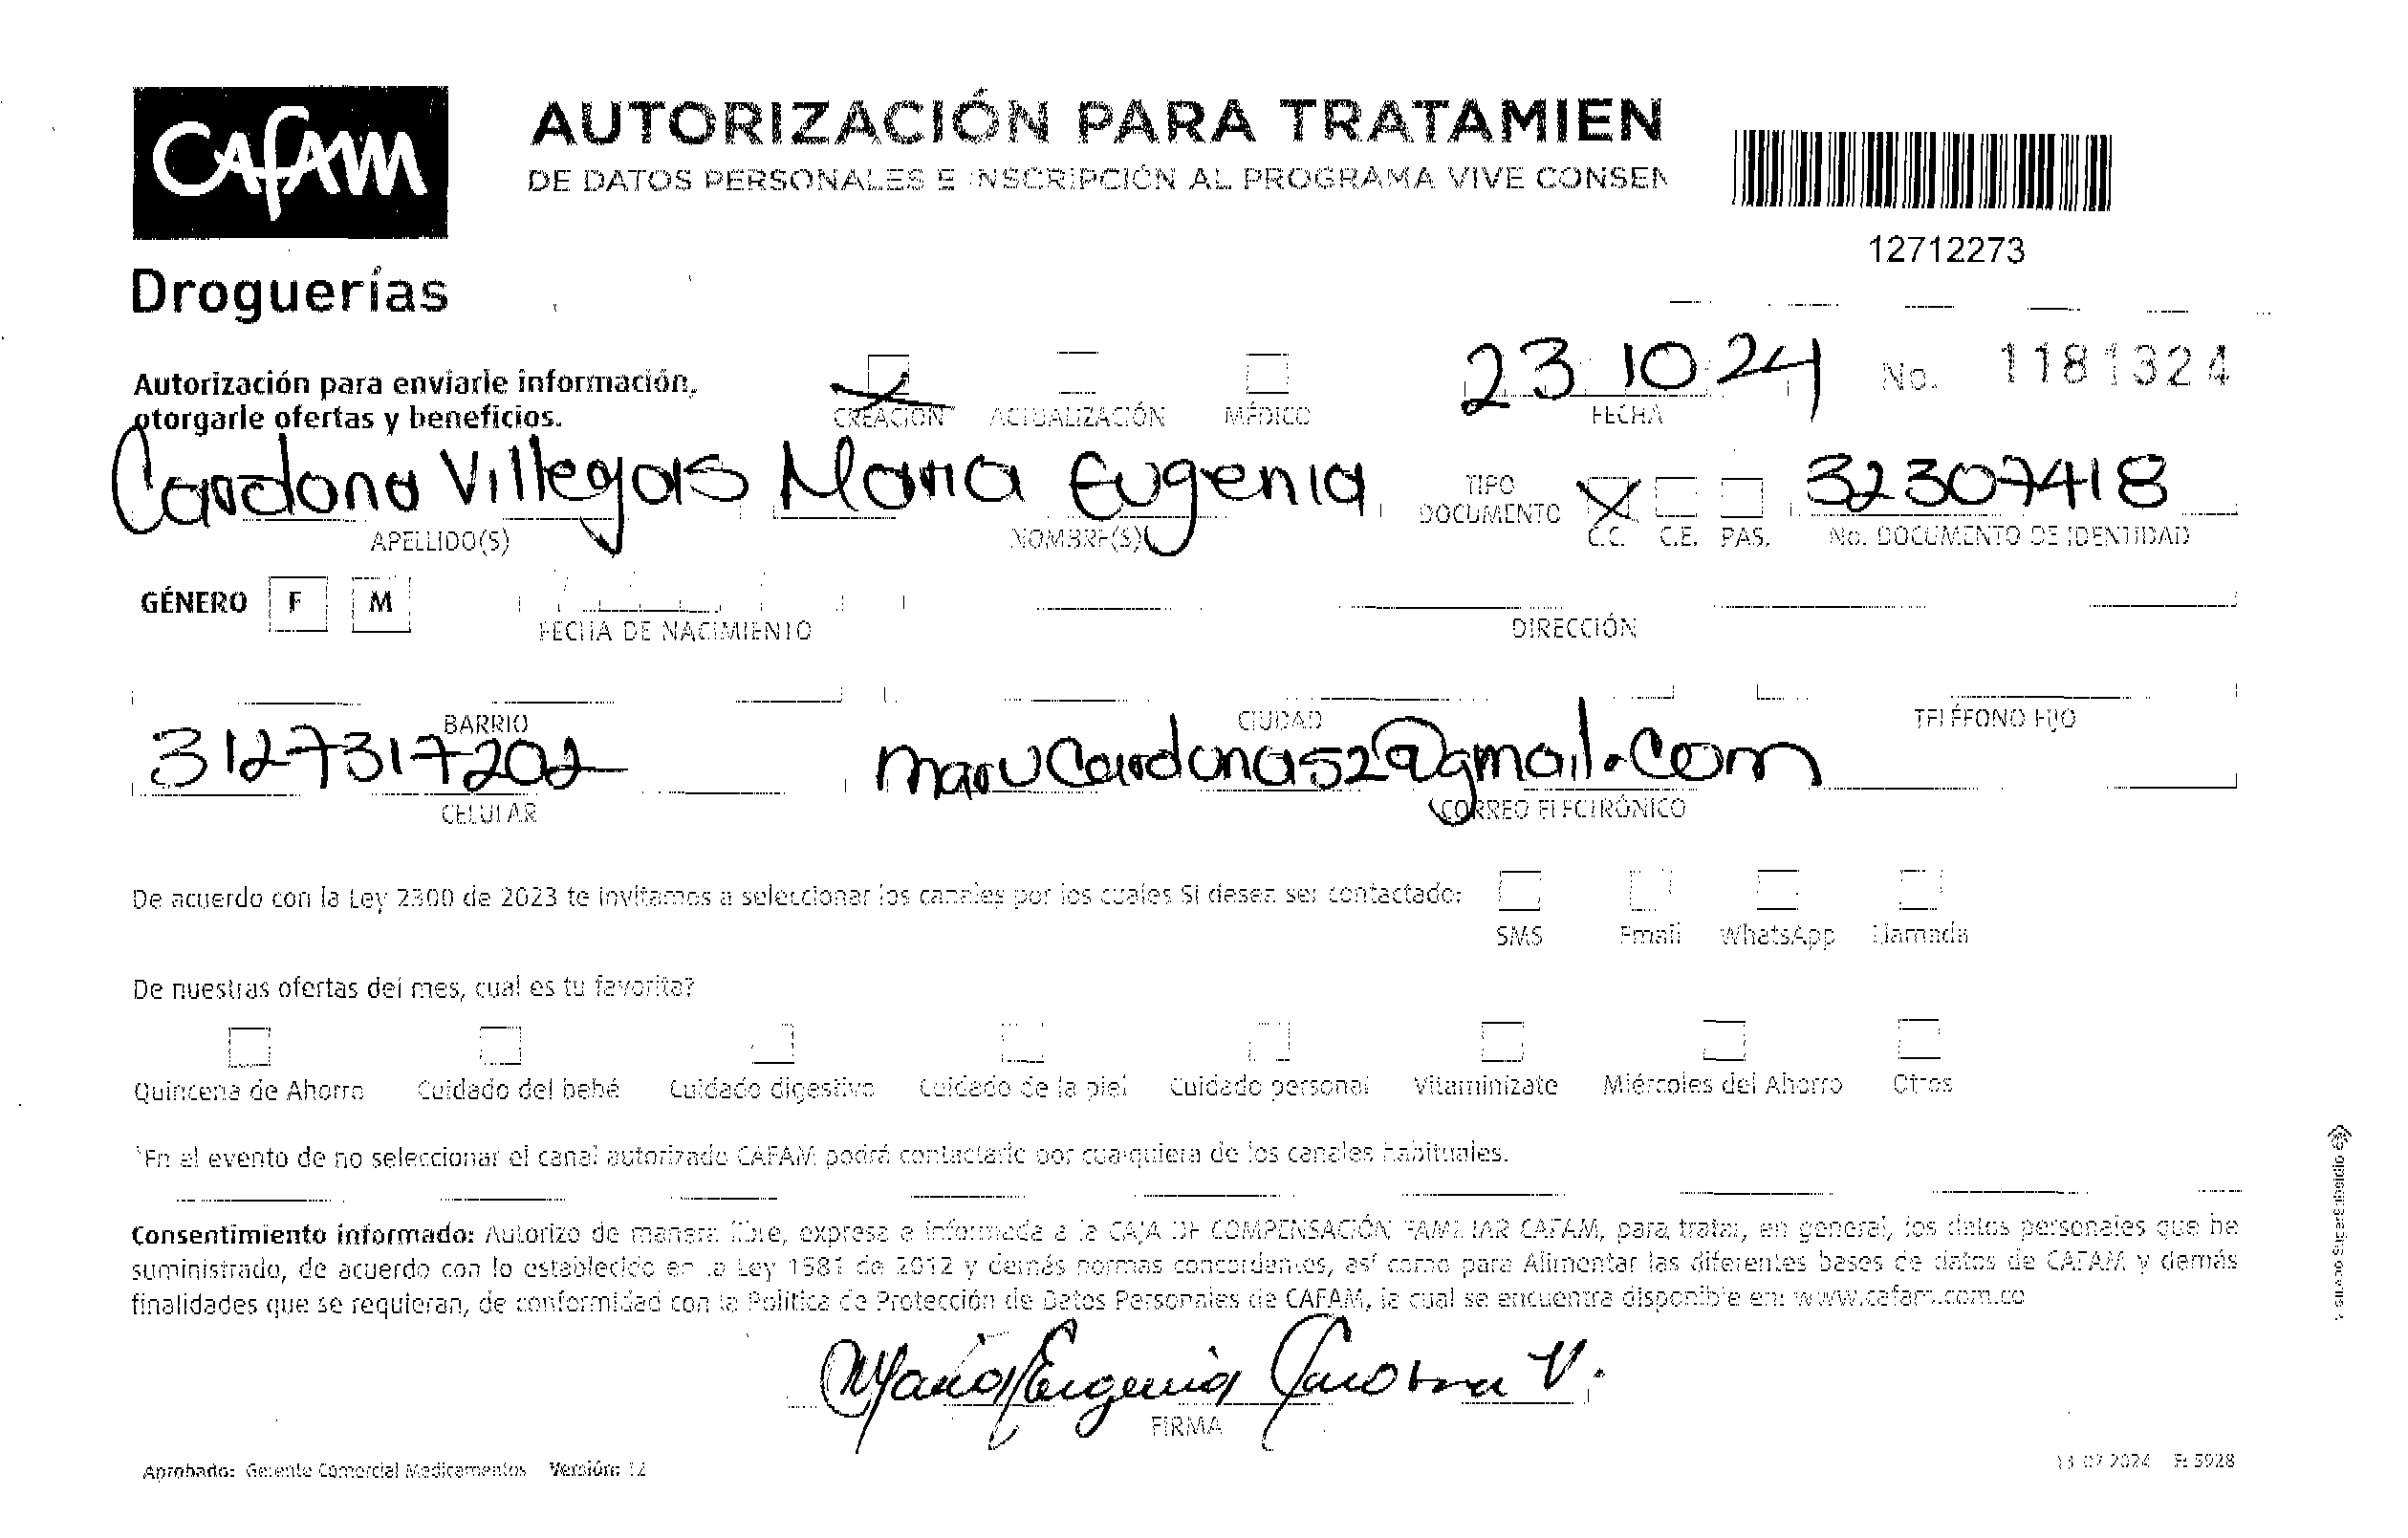 CAFAM
Droguerías
AUTORIZACIÓN PARA TRATAMIEN
DE DATOS PERSONALES E INSCRIPCIÓN AL PROGRAMA VIVE CONSEN
12712273
Autorización para enviarle información,
otorgarle ofertas y beneficios.
CREACIÓN ACTUALIZACIÓN MÉDICO
23 10 24
FECHA
No. 1181324
Cardona Villegas Maria Eugenia
APELLIDO(S) NOMBRE(S)
TIPO
DOCUMENTO
X
C.C. C.E. PAS.
32307418
No. DOCUMENTO DE IDENTIDAD
GÉNERO F M
FECHA DE NACIMIENTO
DIRECCIÓN
BARRIO CIUDAD TELÉFONO FIJO
3127317202 marucardona52@gmail.com
CELULAR CORREO ELECTRÓNICO
De acuerdo con la Ley 2300 de 2023 te invitamos a seleccionar los canales por los cuales Si desea ser contactado:
SMS Email WhatsApp Llamada
De nuestras ofertas del mes, cual es tu favorita?
Quincena de Ahorro Cuidado del bebé Cuidado digestivo Cuidado de la piel Cuidado personal Vitaminízate Miércoles del Ahorro Otros
*En el evento de no seleccionar el canal autorizado CAFAM podrá contactarlo por cualquiera de los canales habituales.
Consentimiento informado: Autorizo de manera libre, expresa e informada a la CAJA DE COMPENSACIÓN FAMILIAR CAFAM, para tratar, en general, los datos personales que he
suministrado, de acuerdo con lo establecido en la Ley 1581 de 2012 y demás normas concordantes, así como para Alimentar las diferentes bases de datos de CAFAM y demás
finalidades que se requieran, de conformidad con la Política de Protección de Datos Personales de CAFAM, la cual se encuentra disponible en: www.cafam.com.co
Maria Eugenia Cardona V.
FIRMA
Aprobado: Gerente Comercial Medicamentos Versión: 12
13 07 2024 F: 5928